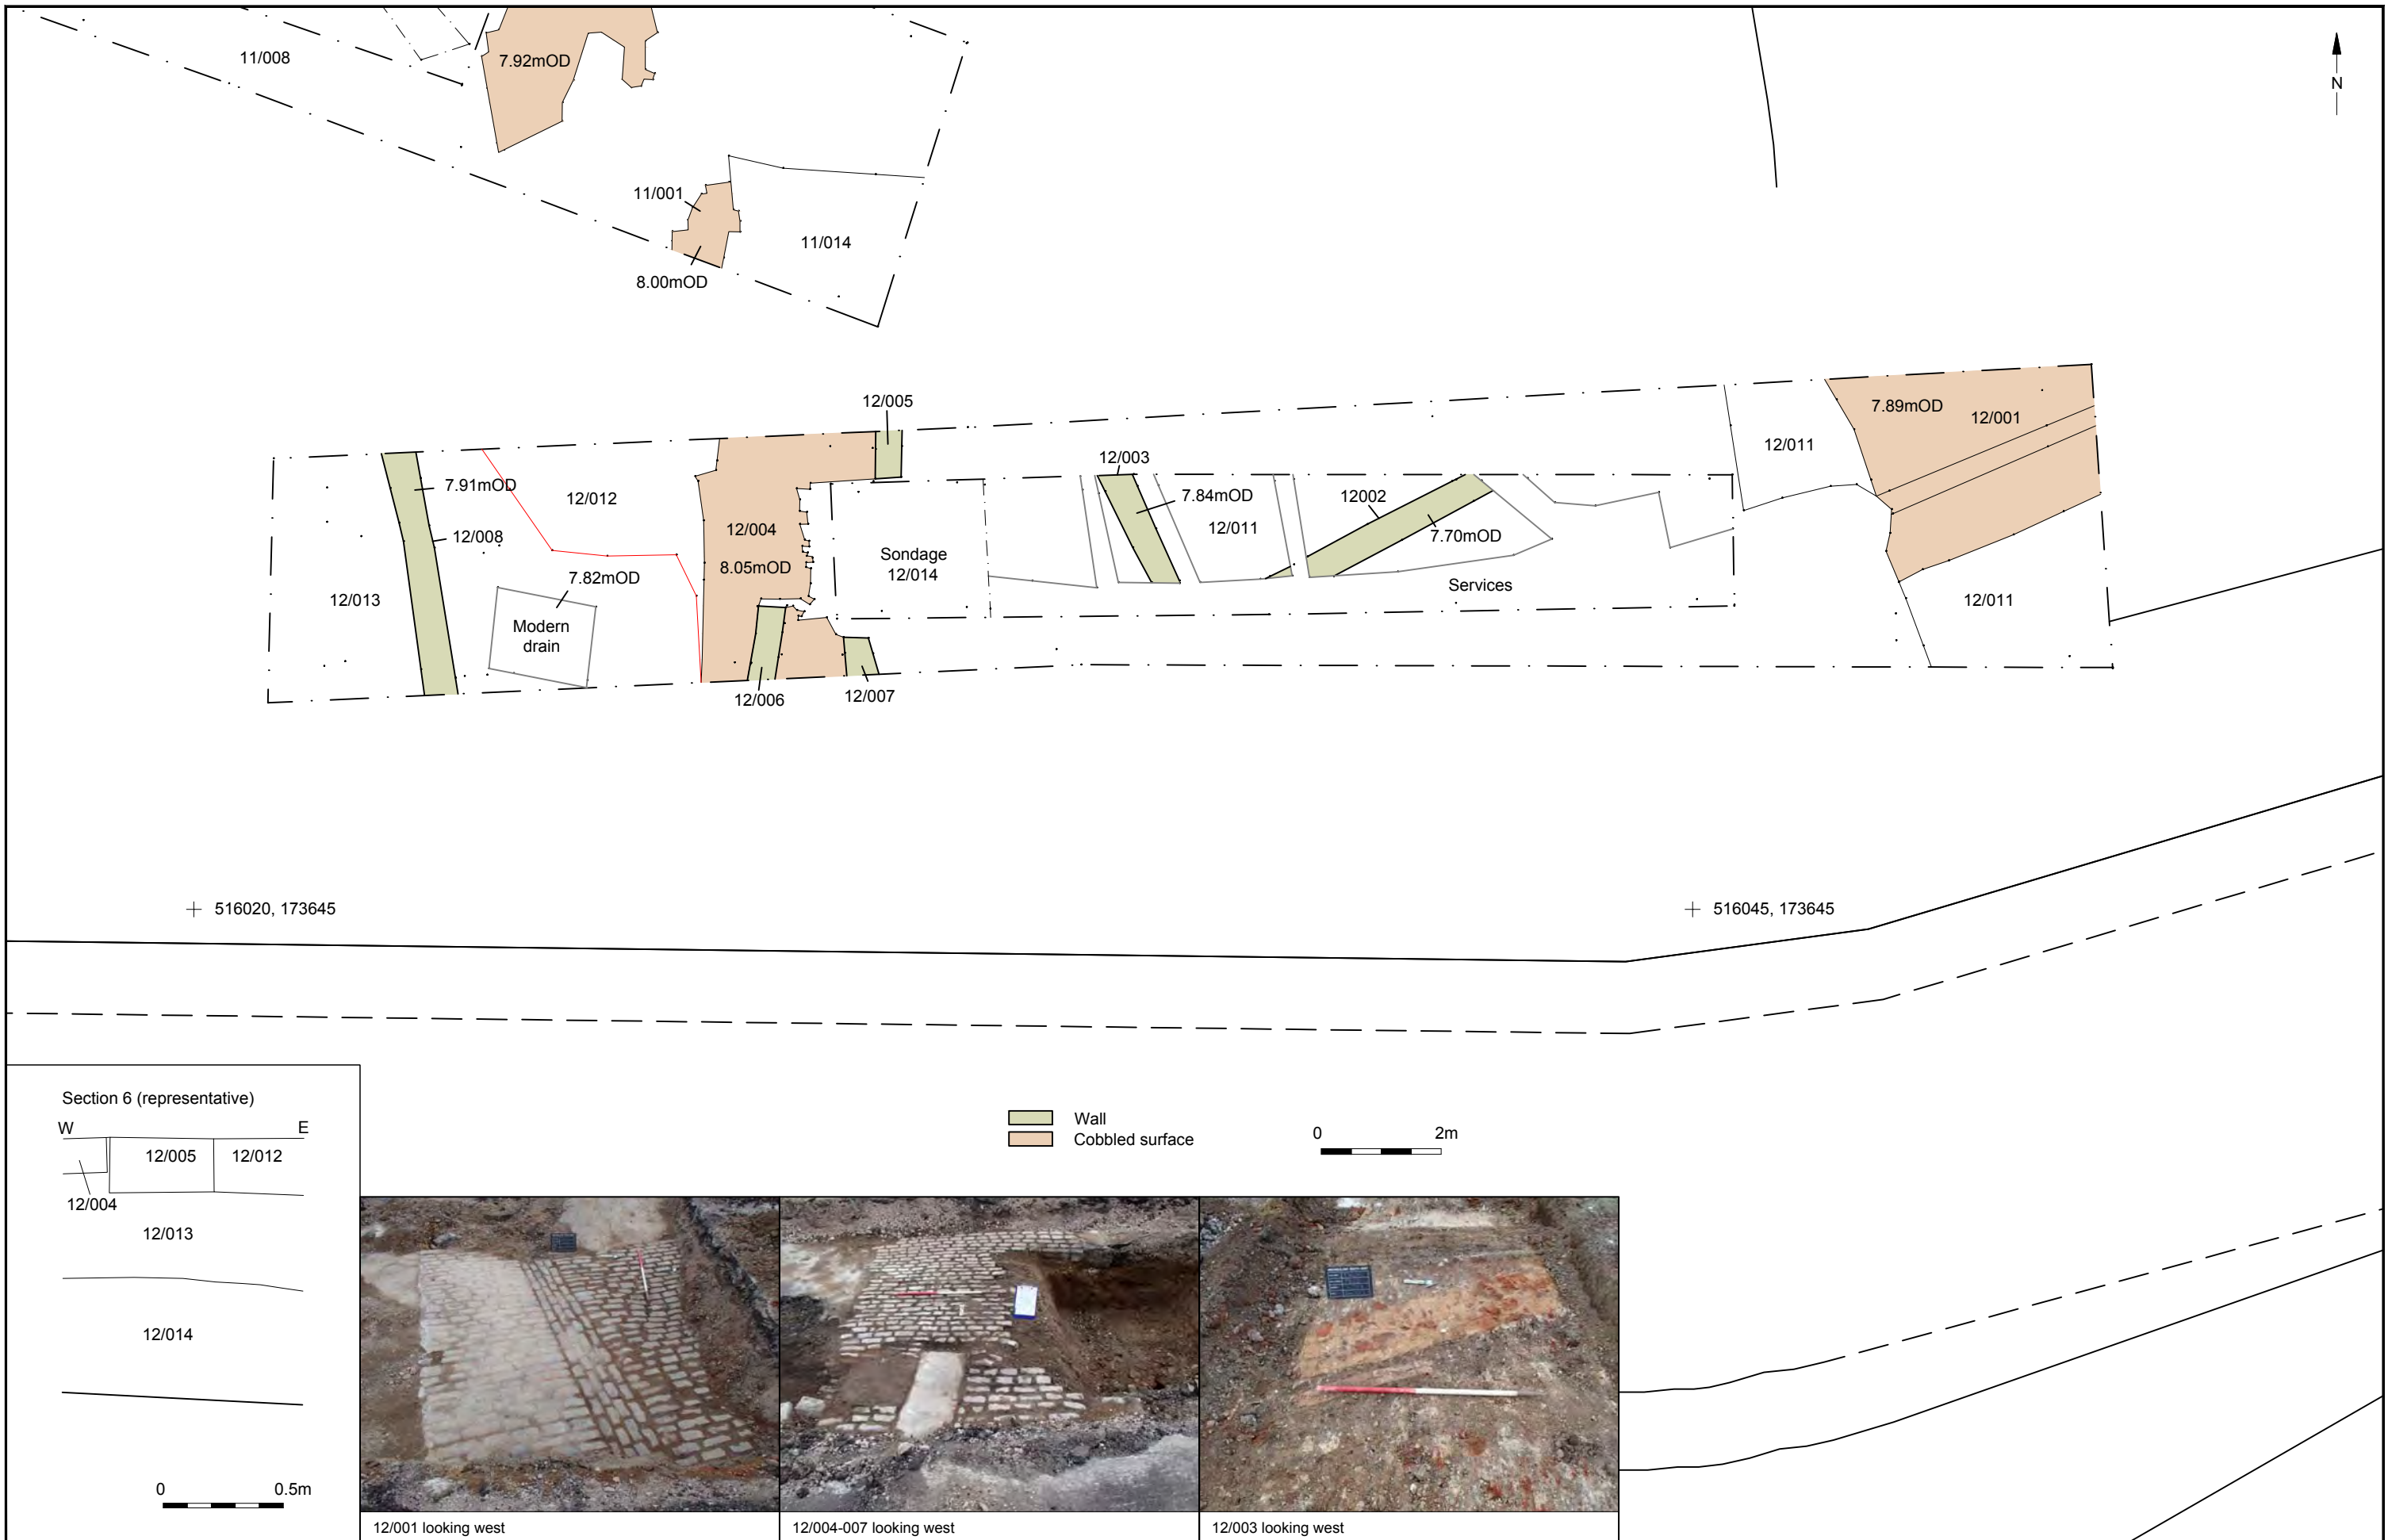 11/008
7.92mOD
N
11/001
11/014
8.00mOD
12/005
7.89mOD
12/001
12/011
12/003
7.91mOD
12/012
7.84mOD
12002
12/004
12/011
7.70mOD
12/008
Sondage
12/014
8.05mOD
7.82mOD
Services
12/013
12/011
Modern
drain
12/006
12/007
516020, 173645
516045, 173645
Section 6 (representative)
W
E
12/005
12/012
12/004
12/013
12/014
0
0.5m
Wall
Cobbled surface
0
2m
12/001 looking west
12/004-007 looking west
12/003 looking west